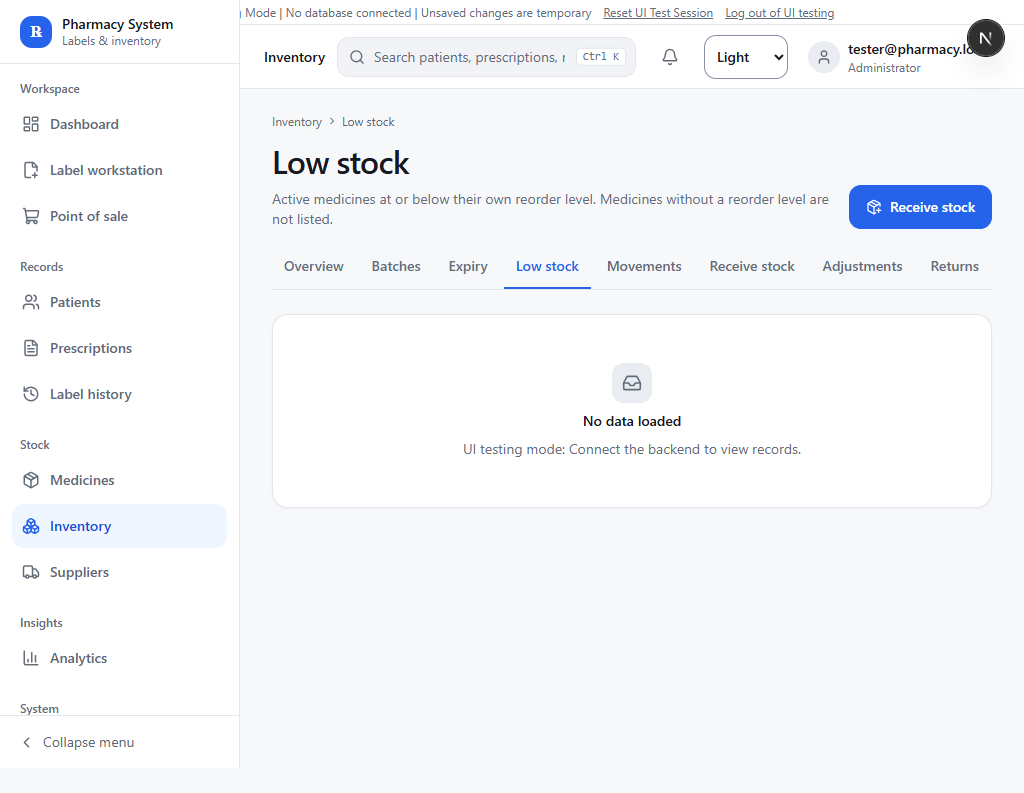 Pharmacy System
Labels & inventory
Workspace
Dashboard
Label workstation
Point of sale
Records
Patients
Prescriptions
Label history
Stock
Medicines
Inventory
Suppliers
Insights
Analytics
System
Collapse menu
Mode | No database connected | Unsaved changes are temporary Reset UI Test Session Log out of UI testing
Inventory
Search patients, prescriptions,
Ctrl K
Light
tester@pharmacy.lo
Administrator
N
Inventory > Low stock
Low stock
Active medicines at or below their own reorder level. Medicines without a reorder level are
not listed.
Receive stock
Overview Batches Expiry Low stock Movements Receive stock Adjustments Returns
No data loaded
UI testing mode: Connect the backend to view records.